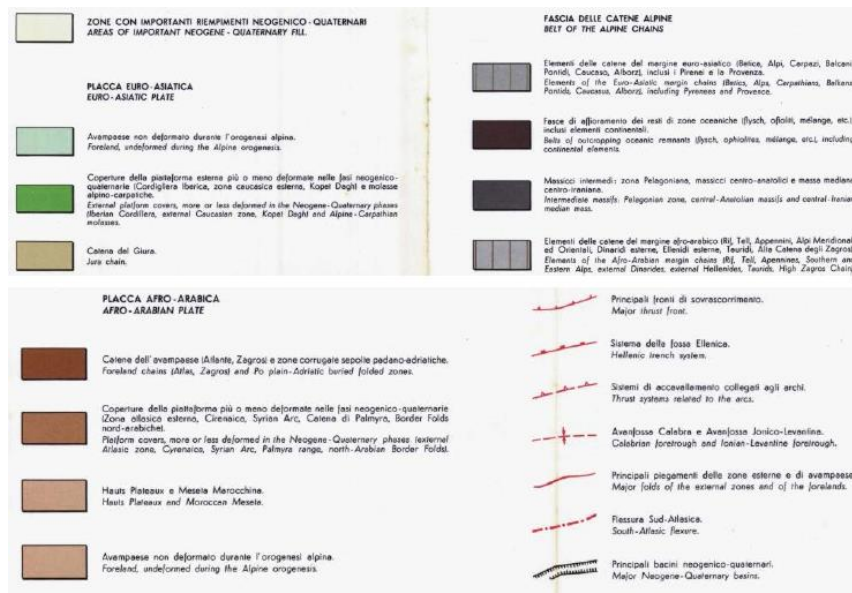 ZONE CON IMPORTANTI RIEMPIMENTI NEOGENICO-QUATERNARI
AREAS OF IMPORTANT NEOGENE-QUATERNARY FILL.
PLACCA EURO-ASIATICA
EURO-ASIATIC PLATE
Avampaese non deformato durante l'orogenesi alpina.
Foreland, undeformed during the Alpine orogenesis.
Coperture della piattaforma esterna più o meno deformate nelle fasi neogenico-
quaternarie (Cordigliera Iberica, zona caucasica esterna, Kopet Daghl e molasse
alpino-carpatiche.
External platform covers, more or less deformed in the Neogene-Quaternary phases
(Iberian Cordillera, external Caucasian zone, Kopet Daghl and Alpine-Carpathian
molasses.
Catena del Giura.
Jura chain.
FASCIA DELLE CATENE ALPINE
BELT OF THE ALPINE CHAINS
Elementi delle catene del margine euro-asiatico (Betica, Alpi, Carpazi, Balcani
Pontidi, Caucaso, Alborz), inclusi i Pirenei e la Provenza.
Elements of the Euro-Asiatic margin chains (Betics, Alps, Carpathians, Balkans
Pontids, Caucasus, Alborz), including Pyrenees and Provence.
Fasce di affioramento dei resti di zone oceaniche (flysch, ofioliti, mélange, etc.)
inclusi elementi continentali.
Belts of outcropping oceanic remnants (flysch, ophiolites, mélange, etc.), including
continental elements.
Massicci intermedi: zona Pelagoniana, massicci centro-anatolici e massa mediana
centro-iraniana.
Intermediate massifs: Pelagonian zone, central-Anatolian massifs and central-Iranian
median mass.
Elementi delle catene del margine afro-arabico (Rif, Tell, Appennini, Alpi Meridional
ed Orientali, Dinaridi esterne, Ellenidi esterne, Tauridi, Alta Catena degli Zagros)
Elements of the Afro-Arabian margin chains (Rif, Tell, Apennines, Southern and
Eastern Alps, external Dinarides, external Hellenides, Taurids, High Zagros Chain)
PLACCA AFRO-ARABICA
AFRO-ARABIAN PLATE
Catene dell'avampaese (Atlante, Zagros) e zone corrugate sepolte padano-adriatiche.
Foreland chains (Atlas, Zagros) and Po plain-Adriatic buried folded zones.
Coperture della piattaforma più o meno deformate nelle fasi neogenico-quaternarie
(Zona atlasica esterna, Cirenaica, Syrian Arc, Catena di Palmyra, Border Folds
nord-arabiche).
Platform covers, more or less deformed in the Neogene-Quaternary phases (external
Atlasic zone, Cyrenaica, Syrian Arc, Palmyra range, north-Arabian Border Folds).
Hauts Plateaux e Meseta Marocchina.
Hauts Plateaux and Moroccan Meseta.
Avampaese non deformato durante l'orogenesi alpina.
Foreland, undeformed during the Alpine orogenesis.
Principali fronti di sovrascorrimento.
Major thrust front.
Sistema della fossa Ellenica.
Hellenic trench system.
Sistemi di accavallamento collegati agli archi.
Thrust systems related to the arcs.
Avanfossa Calabra e Avanfossa Jonico-Levantina.
Calabrian foretrough and Ionian-Levantine foretrough.
Principali piegamenti delle zone esterne e di avampaese
Major folds of the external zones and of the forelands.
Flessura Sud-Atlasica.
South-Atlasic flexure.
Principali bacini neogenico-quaternari.
Major Neogene-Quaternary basins.